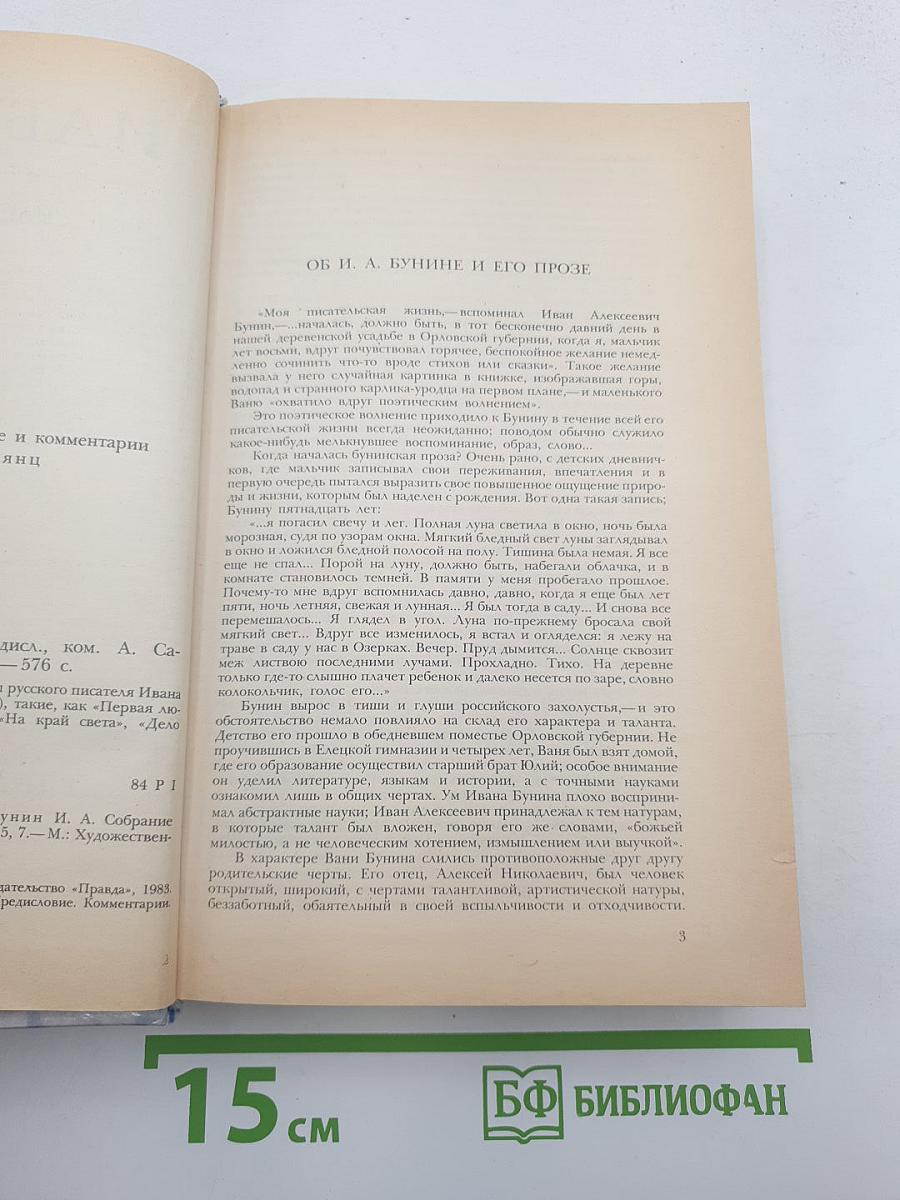 е и комментарии
янц
дисл., ком. А. Са-
—576 с.
я русского писателя Ивана
), такие, как «Первая лю-
«На край света», «Дело
84 Р 1
унин И. А. Собрание
5, 7.—М.: Художествен-
дательство «Правда», 1983.
редисловие. Комментарии.
ОБ И. А. БУНИНЕ И ЕГО ПРОЗЕ
«Моя писательская жизнь,— вспоминал Иван Алексеевич
Бунин,—...началась, должно быть, в тот бесконечно давний день в
нашей деревенской усадьбе в Орловской губернии, когда я, мальчик
лет восьми, вдруг почувствовал горячее, беспокойное желание немед-
ленно сочинить что-то вроде стихов или сказки». Такое желание
вызвала у него случайная картинка в книжке, изображавшая горы,
водопад и странного карлика-уродца на первом плане,— и маленького
Ваню «охватило вдруг поэтическим волнением».
Это поэтическое волнение приходило к Бунину в течение всей его
писательской жизни всегда неожиданно; поводом обычно служило
какое-нибудь мелькнувшее воспоминание, образ, слово...
Когда началась бунинская проза? Очень рано, с детских дневнич-
ков, где мальчик записывал свои переживания, впечатления и в
первую очередь пытался выразить свое повышенное ощущение приро-
ды и жизни, которым был наделен с рождения. Вот одна такая запись;
Бунину пятнадцать лет:
«...я погасил свечу и лег. Полная луна светила в окно, ночь была
морозная, судя по узорам окна. Мягкий бледный свет луны заглядывал
в окно и ложился бледной полосой на полу. Тишина была немая. Я все
еще не спал... Порой на луну, должно быть, набегали облачка, и в
комнате становилось темней. В памяти у меня пробегало прошлое.
Почему-то мне вдруг вспомнилась давно, давно, когда я еще был лет
пяти, ночь летняя, свежая и лунная... Я был тогда в саду... И снова все
перемешалось... Я глядел в угол. Луна по-прежнему бросала свой
мягкий свет... Вдруг все изменилось, я встал и огляделся: я лежу на
траве в саду у нас в Озерках. Вечер. Пруд дымится... Солнце сквозит
меж листвою последними лучами. Прохладно. Тихо. На деревне
только где-то слышно плачет ребенок и далеко несется по заре, словно
колокольчик, голос его...»
Бунин вырос в тиши и глуши российского захолустья,— и это
обстоятельство немало повлияло на склад его характера и таланта.
Детство его прошло в обедневшем поместье Орловской губернии. Не
проучившись в Елецкой гимназии и четырех лет, Ваня был взят домой,
где его образование осуществил старший брат Юлий; особое внимание
он уделил литературе, языкам и истории, а с точными науками
ознакомил лишь в общих чертах. Ум Ивана Бунина плохо восприни-
мал абстрактные науки; Иван Алексеевич принадлежал к тем натурам,
в которые талант был вложен, говоря его же словами, «божьей
милостью, а не человеческим хотением, измышлением или выучкой».
В характере Вани Бунина слились противоположные друг другу
родительские черты. Его отец, Алексей Николаевич, был человек
открытый, широкий, с чертами талантливой, артистической натуры,
беззаботный, обаятельный в своей вспыльчивости и отходчивости.
3
15 см
БФ БИБЛИОФАН